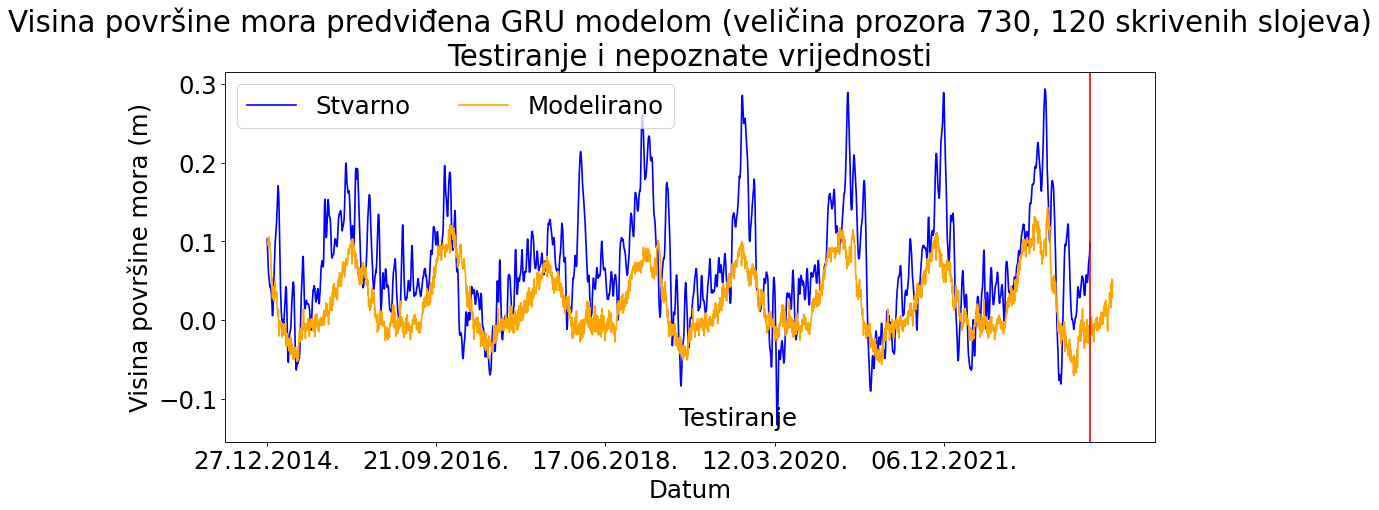 Visina površine mora predviđena GRU modelom (veličina prozora 730, 120 skrivenih slojeva)
Testiranje i nepoznate vrijednosti
Stvarno Modelirano
Visina površine mora (m)
0.3
0.2
0.1
0.0
−0.1
Testiranje
27.12.2014. 21.09.2016. 17.06.2018. 12.03.2020. 06.12.2021.
Datum